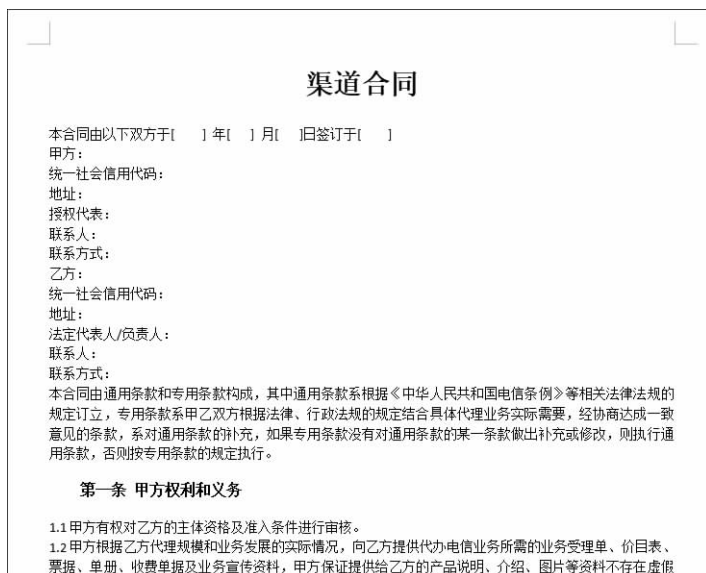 渠道合同
本合同由以下双方于[ ] 年[ ] 月[ ]日签订于[ ]
甲方：
统一社会信用代码：
地址：
授权代表：
联系人：
联系方式：
乙方：
统一社会信用代码：
地址：
法定代表人/负责人：
联系人：
联系方式：
本合同由通用条款和专用条款构成，其中通用条款系根据《中华人民共和国电信条例》等相关法律法规的
规定订立，专用条款系甲乙双方根据法律、行政法规的规定结合具体代理业务实际需要，经协商达成一致
意见的条款，系对通用条款的补充，如果专用条款没有对通用条款的某一条款做出补充或修改，则执行通
用条款，否则按专用条款的规定执行。
第一条 甲方权利和义务
1.1 甲方有权对乙方的主体资格及准入条件进行审核。
1.2 甲方根据乙方代理规模和业务发展的实际情况，向乙方提供代办电信业务所需的业务受理单、价目表、
票据、单册、收费单据及业务宣传资料，甲方保证提供给乙方的产品说明、介绍、图片等资料不存在虚假